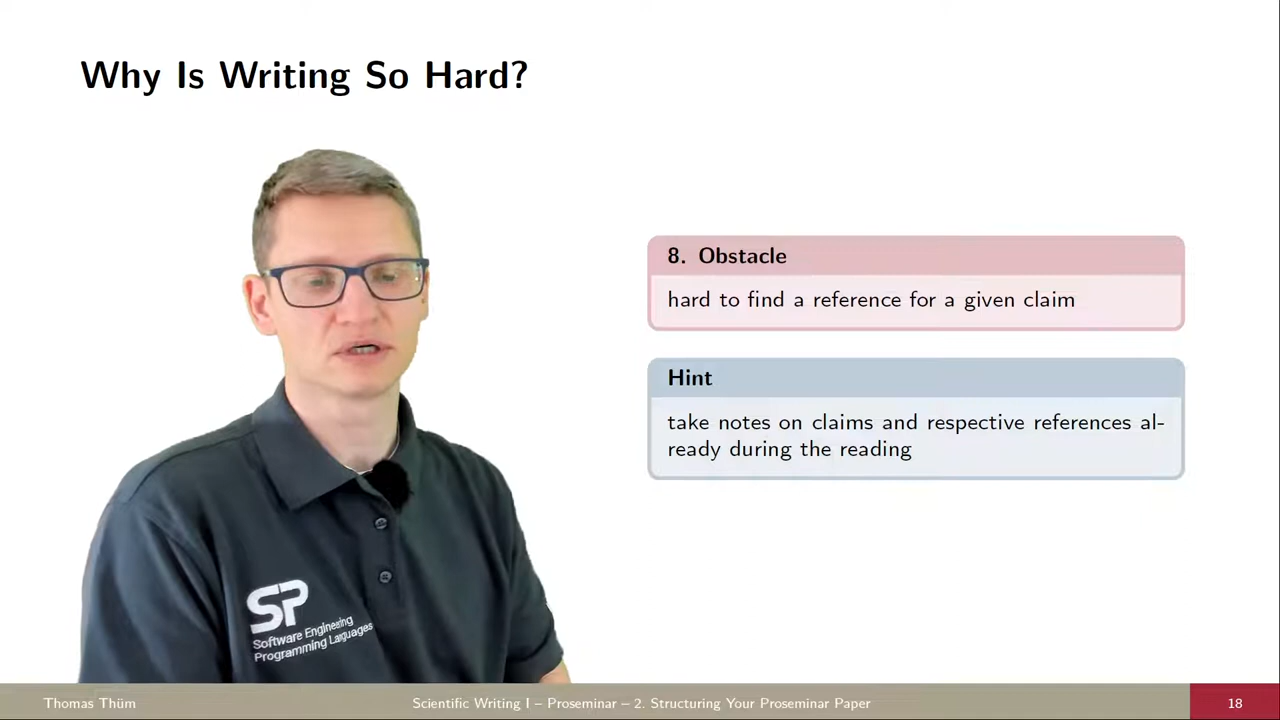 Why Is Writing So Hard?
8. Obstacle
hard to find a reference for a given claim
Hint
take notes on claims and respective references al-
ready during the reading
SP
Software Engineering
Programming Languages
Thomas Thüm
Scientific Writing I – Proseminar – 2. Structuring Your Proseminar Paper
18